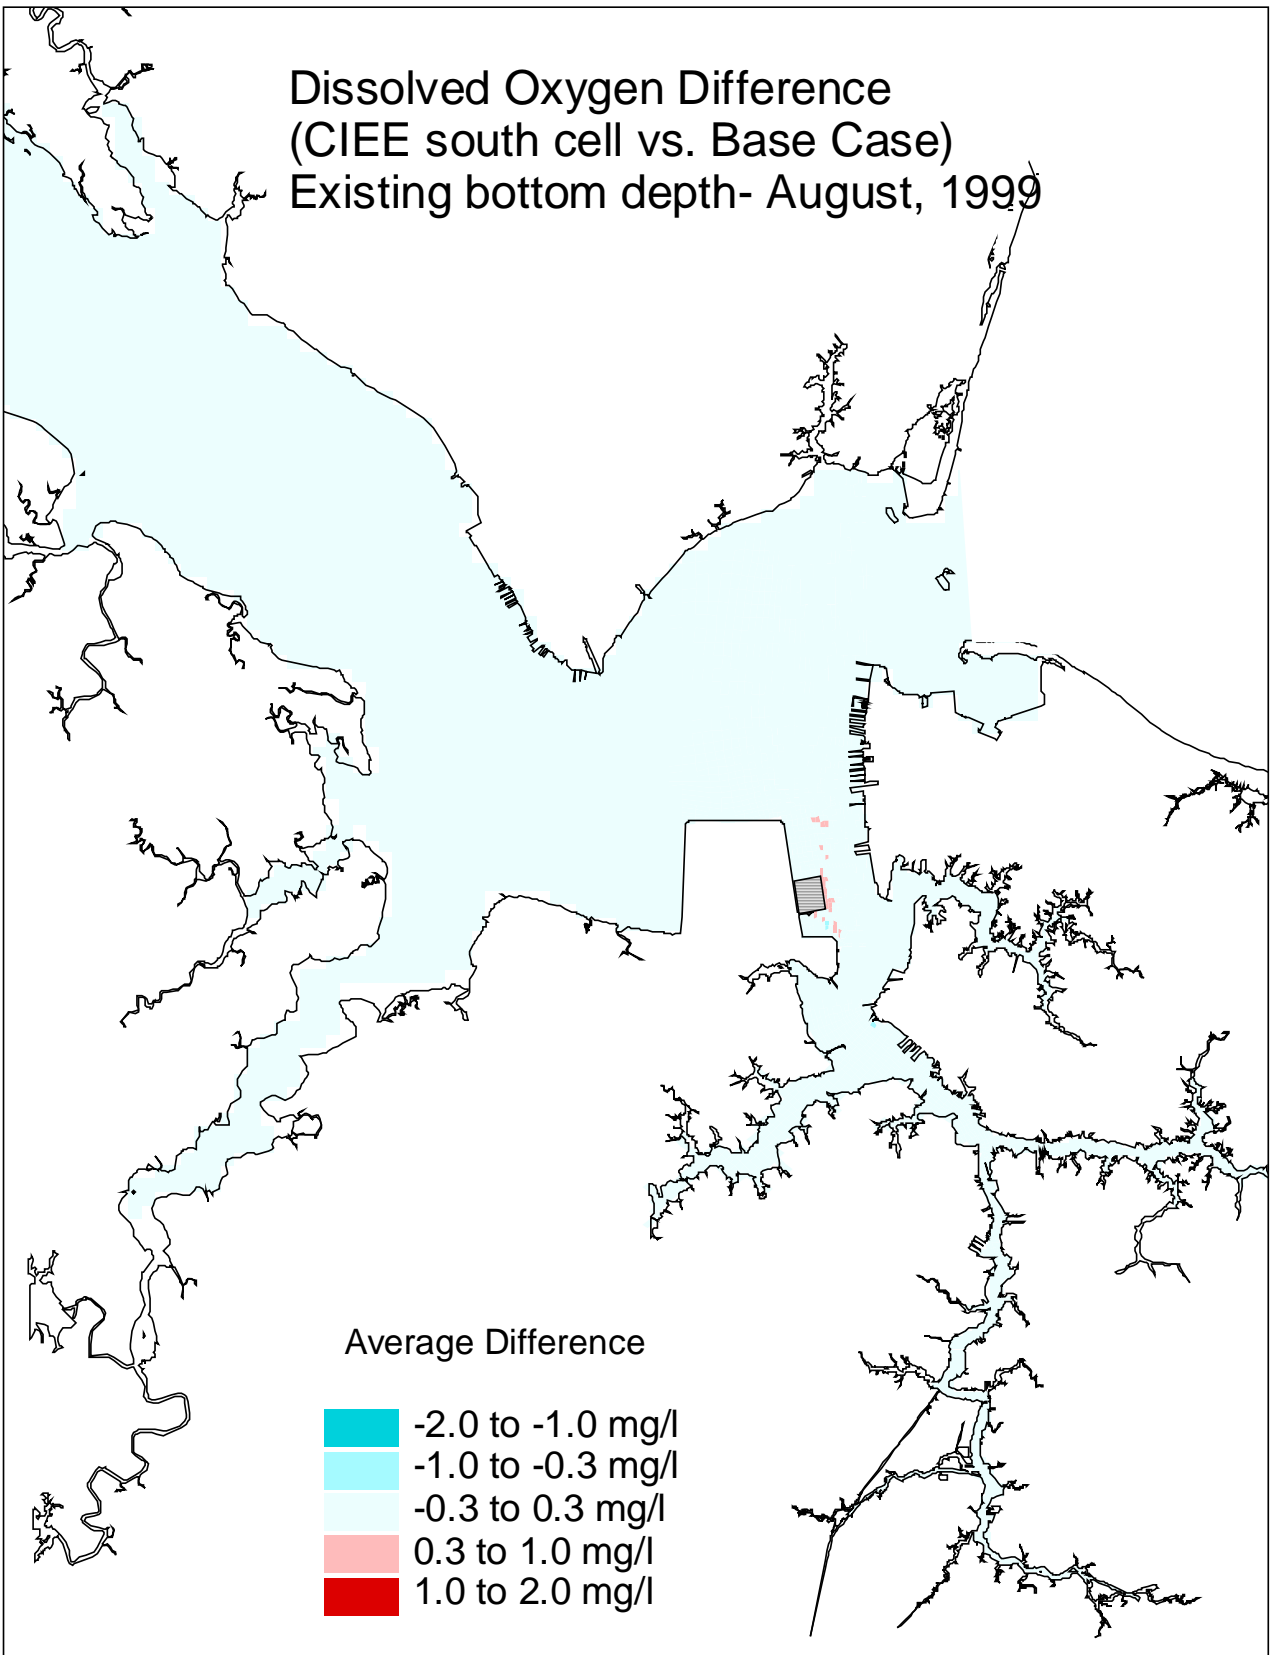 Dissolved Oxygen Difference
(CIEE south cell vs. Base Case)
Existing bottom depth- August, 1999
Average Difference
-2.0 to -1.0 mg/l
-1.0 to -0.3 mg/l
-0.3 to 0.3 mg/l
0.3 to 1.0 mg/l
1.0 to 2.0 mg/l